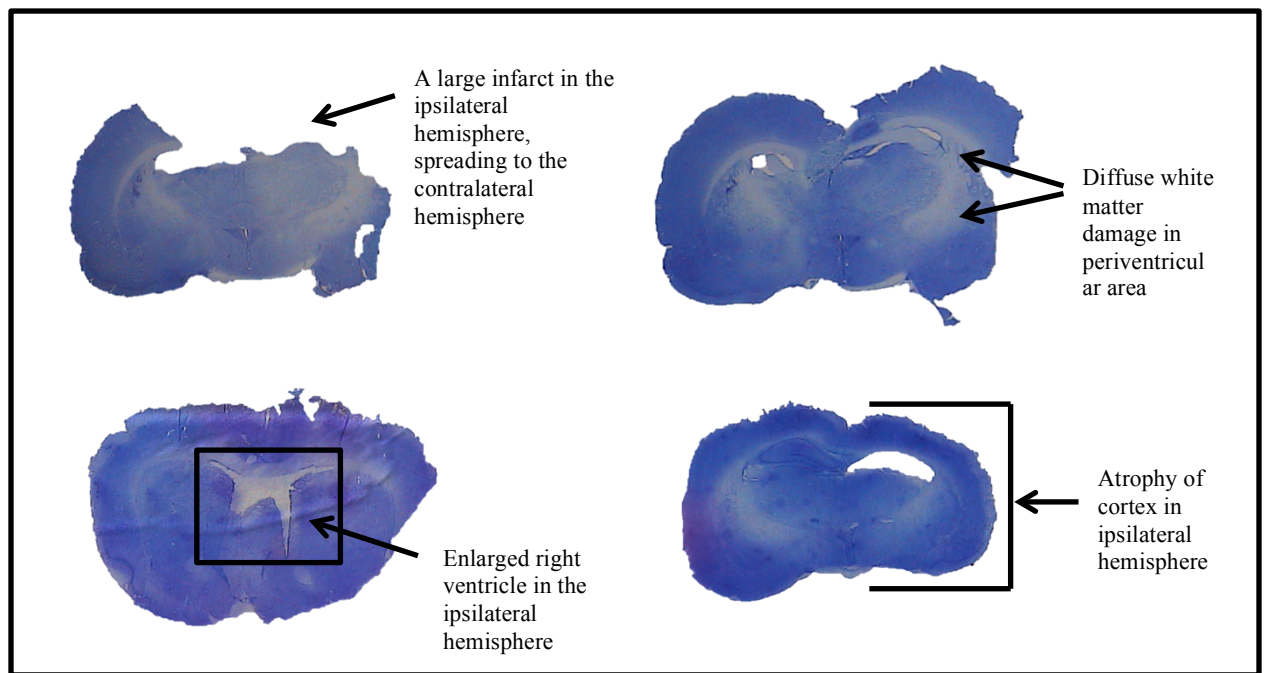 A large infarct in the
ipsilateral
hemisphere,
spreading to the
contralateral
hemisphere
Diffuse white
matter
damage in
periventricul
ar area
Enlarged right
ventricle in the
ipsilateral
hemisphere
Atrophy of
cortex in
ipsilateral
hemisphere